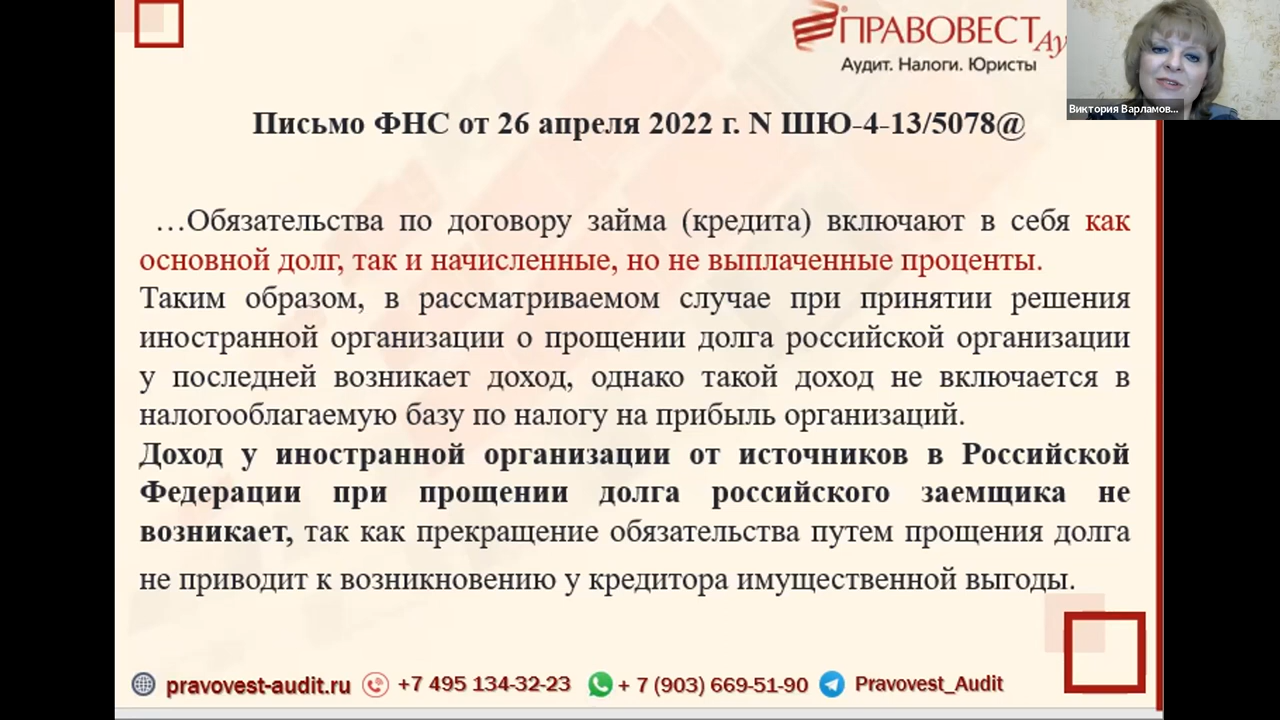 ПРАВОВЕСТ Ау
Аудит. Налоги. Юристы
Виктория Варламов...
Письмо ФНС от 26 апреля 2022 г. N ШЮ-4-13/5078@
…Обязательства по договору займа (кредита) включают в себя как
основной долг, так и начисленные, но не выплаченные проценты.
Таким образом, в рассматриваемом случае при принятии решения
иностранной организации о прощении долга российской организации
у последней возникает доход, однако такой доход не включается в
налогооблагаемую базу по налогу на прибыль организаций.
Доход у иностранной организации от источников в Российской
Федерации при прощении долга российского заемщика не
возникает, так как прекращение обязательства путем прощения долга
не приводит к возникновению у кредитора имущественной выгоды.
pravovest-audit.ru +7 495 134-32-23 + 7 (903) 669-51-90 Pravovest_Audit